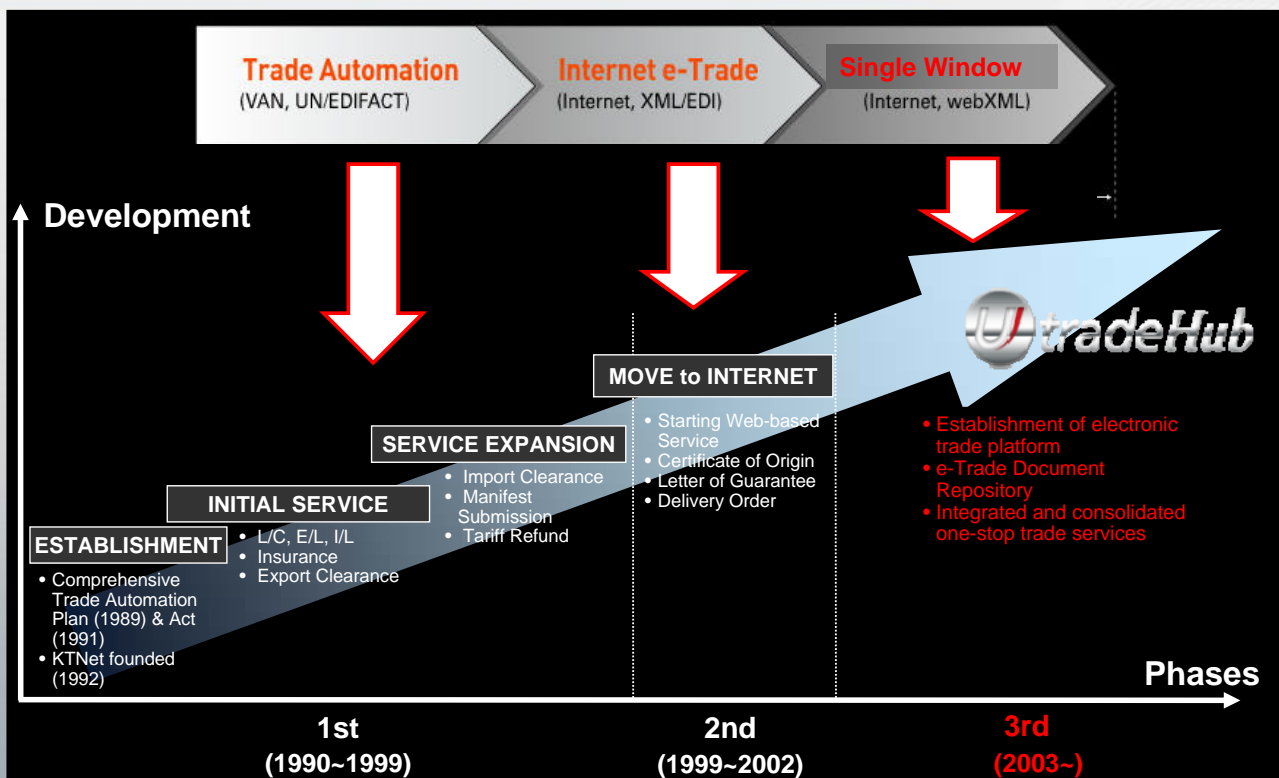 Trade Automation
(VAN, UN/EDIFACT)
Internet e-Trade
(Internet, XML/EDI)
Single Window
(Internet, webXML)
Development
U tradeHub
MOVE to INTERNET
• Starting Web-based
Service
• Certificate of Origin
• Letter of Guarantee
• Delivery Order
• Establishment of electronic
trade platform
• e-Trade Document
Repository
• Integrated and consolidated
one-stop trade services
SERVICE EXPANSION
• Import Clearance
• Manifest
Submission
• Tariff Refund
INITIAL SERVICE
• L/C, E/L, I/L
• Insurance
• Export Clearance
ESTABLISHMENT
• Comprehensive
Trade Automation
Plan (1989) & Act
(1991)
• KTNet founded
(1992)
Phases
1st
(1990~1999)
2nd
(1999~2002)
3rd
(2003~)